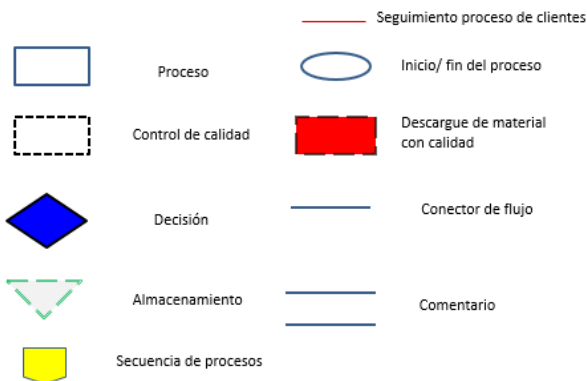 Seguimiento proceso de clientes
Proceso
Inicio/ fin del proceso
Control de calidad
Descargue de material
con calidad
Decisión
Conector de flujo
Almacenamiento
Comentario
Secuencia de procesos